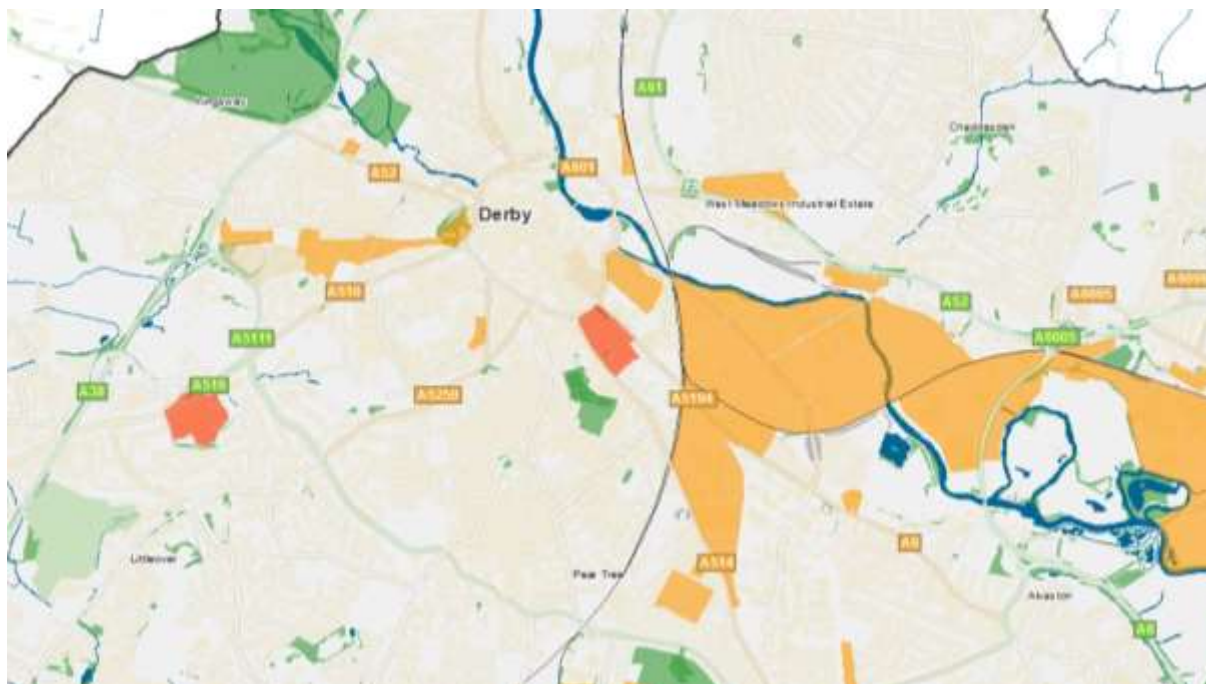 A61
Kingsway
Chaddesden
A52
A601
West Meadows Industrial Estate
Derby
A516
A52
A6005
A6005
A5111
A38
A516
A5250
A5194
A6
Littleover
Pear Tree
A514
Alvaston
A6